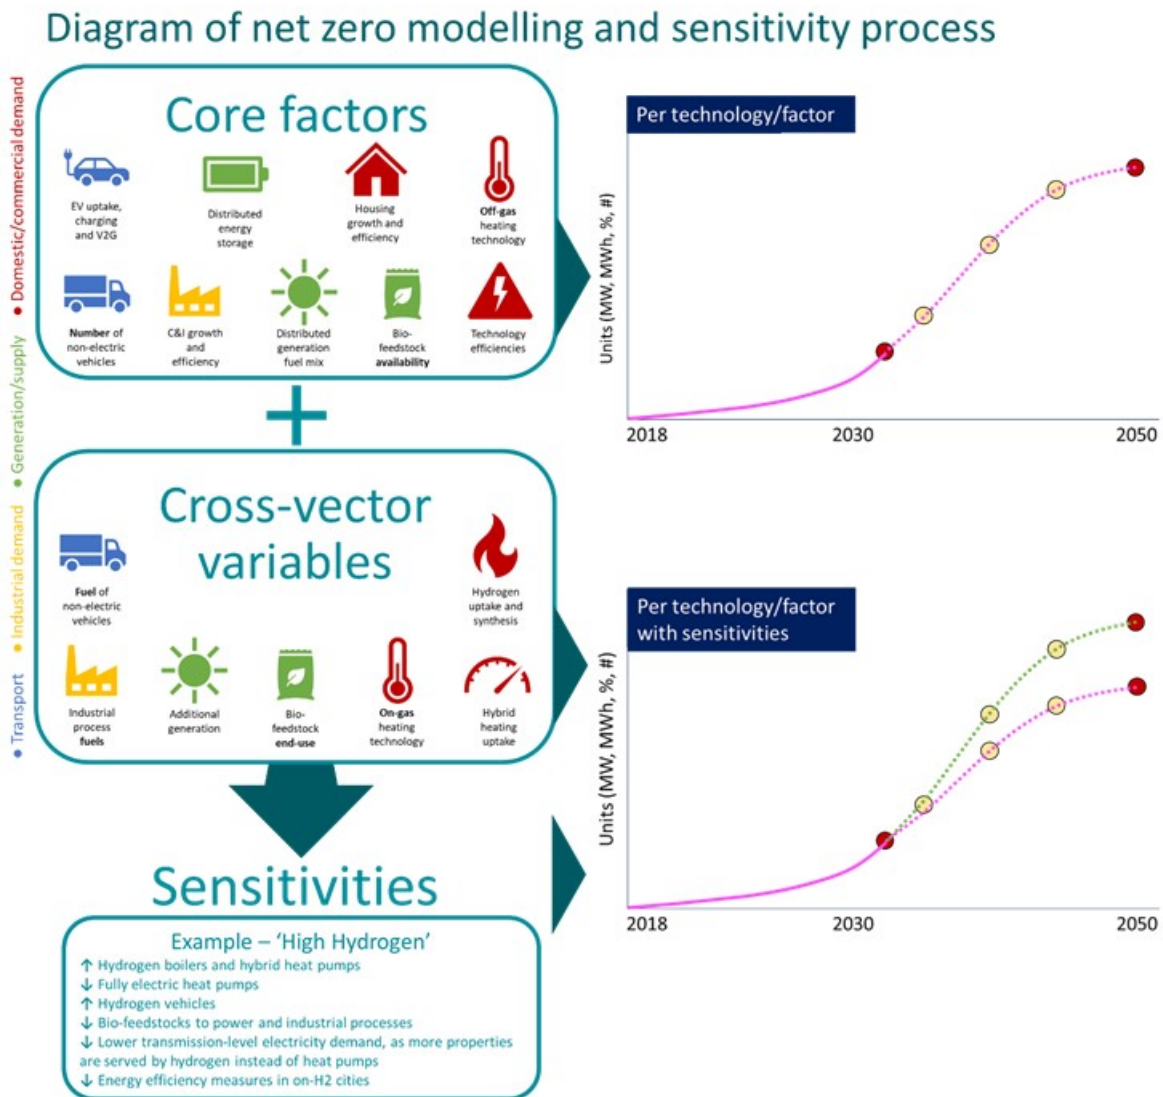 Diagram of net zero modelling and sensitivity process
• Transport • Industrial demand • Generation/supply • Domestic/commercial demand
Core factors
EV uptake,
charging
and V2G
Distributed
energy
storage
Housing
growth and
efficiency
Off-gas
heating
technology
Number of
non-electric
vehicles
C&I growth
and
efficiency
Distributed
generation
fuel mix
Bio-
feedstock
availability
Technology
efficiencies
+
Cross-vector
variables
Fuel of
non-electric
vehicles
Hydrogen
uptake and
synthesis
Industrial
process
fuels
Additional
generation
Bio-
feedstock
end-use
On-gas
heating
technology
Hybrid
heating
uptake
Sensitivities
Example – ‘High Hydrogen’
↑ Hydrogen boilers and hybrid heat pumps
↓ Fully electric heat pumps
↑ Hydrogen vehicles
↓ Bio-feedstocks to power and industrial processes
↓ Lower transmission-level electricity demand, as more properties
are served by hydrogen instead of heat pumps
↓ Energy efficiency measures in on-H2 cities
Per technology/factor
Units (MW, MWh, %, #)
2018 2030 2050
Per technology/factor
with sensitivities
Units (MW, MWh, %, #)
2018 2030 2050